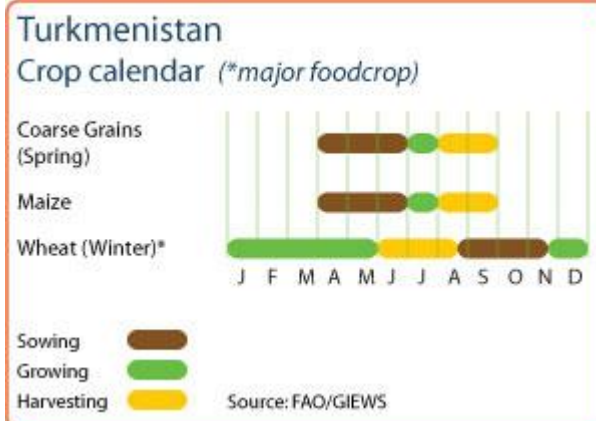 Turkmenistan
Crop calendar (*major foodcrop)
Coarse Grains
(Spring)
Maize
Wheat (Winter)*
J F M A M J J A S O N D
Sowing
Growing
Harvesting
Source: FAO/GIEWS